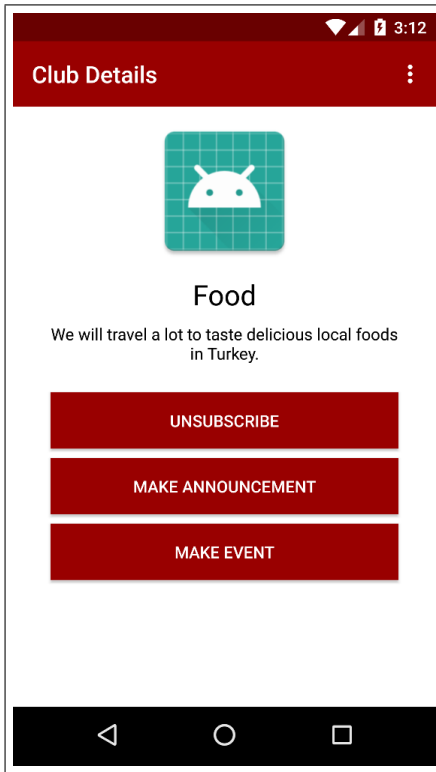 3:12
Club Details
Food
We will travel a lot to taste delicious local foods
in Turkey.
UNSUBSCRIBE
MAKE ANNOUNCEMENT
MAKE EVENT